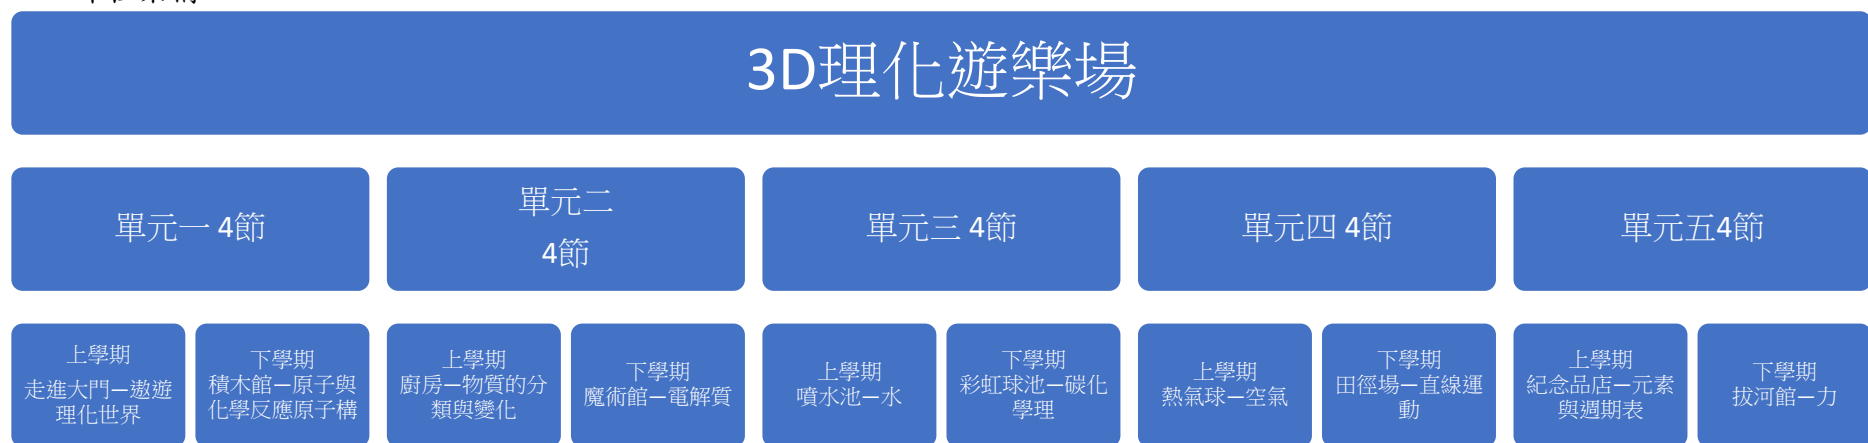 3D理化遊樂場
單元一 4節
單元二
4節
單元三 4節
單元四 4節
單元五4節
上學期
走進大門—遨遊
理化世界
下學期
積木館—原子與
化學反應原子構
上學期
廚房—物質的分
類與變化
下學期
魔術館—電解質
上學期
噴水池—水
下學期
彩虹球池—碳化
學理
上學期
熱氣球—空氣
下學期
田徑場—直線運
動
上學期
紀念品店—元素
與週期表
下學期
拔河館—力